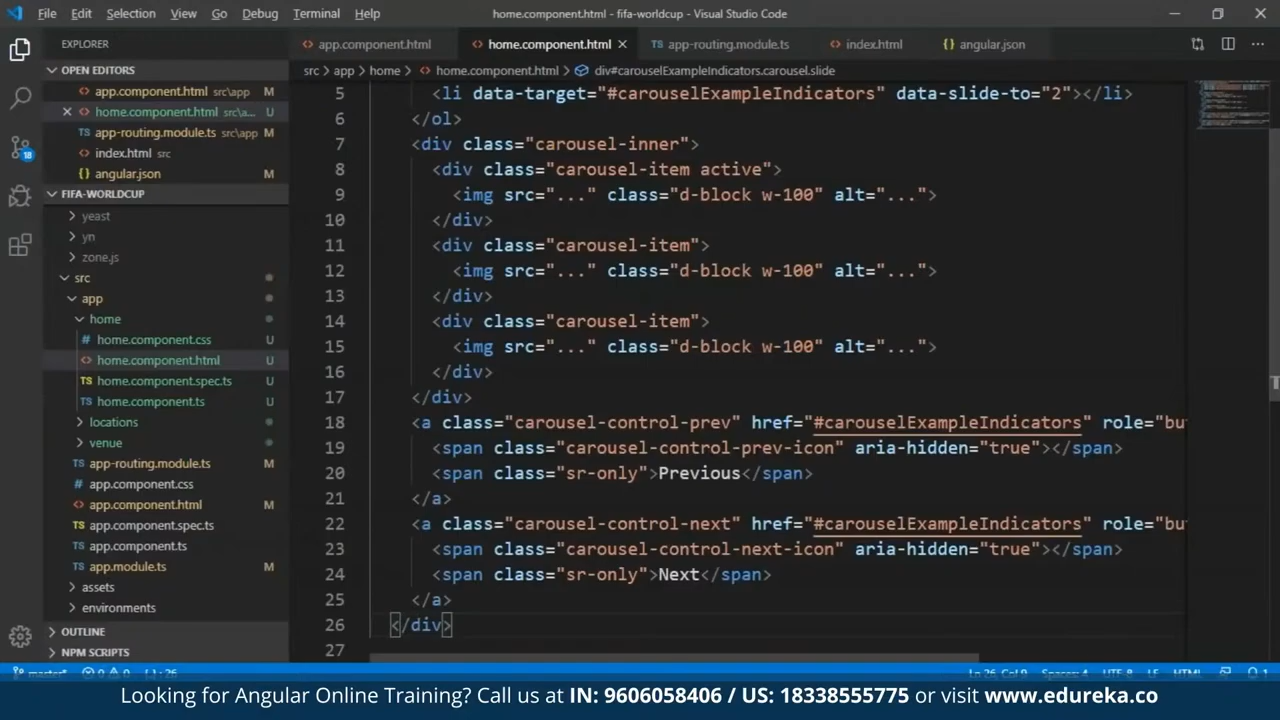 File Edit Selection View Go Debug Terminal Help home.component.html - fifa-worldcup - Visual Studio Code
EXPLORER
app.component.html home.component.html app-routing.module.ts index.html angular.json
OPEN EDITORS
app.component.html src\app M
home.component.html src\a... U
app-routing.module.ts src\app M
index.html src
angular.json M
FIFA-WORLDCUP
yeast
yn
zone.js
src
app
home
home.component.css U
home.component.html U
home.component.spec.ts U
home.component.ts U
locations
venue
app-routing.module.ts M
app.component.css
app.component.html M
app.component.spec.ts
app.component.ts
app.module.ts M
assets
environments
OUTLINE
NPM SCRIPTS
src > app > home > home.component.html > div#carouselExampleIndicators.carousel.slide
5 <li data-target="#carouselExampleIndicators" data-slide-to="2"></li>
6 </ol>
7 <div class="carousel-inner">
8 <div class="carousel-item active">
9 <img src="..." class="d-block w-100" alt="...">
10 </div>
11 <div class="carousel-item">
12 <img src="..." class="d-block w-100" alt="...">
13 </div>
14 <div class="carousel-item">
15 <img src="..." class="d-block w-100" alt="...">
16 </div>
17 </div>
18 <a class="carousel-control-prev" href="#carouselExampleIndicators" role="bu
19 <span class="carousel-control-prev-icon" aria-hidden="true"></span>
20 <span class="sr-only">Previous</span>
21 </a>
22 <a class="carousel-control-next" href="#carouselExampleIndicators" role="bu
23 <span class="carousel-control-next-icon" aria-hidden="true"></span>
24 <span class="sr-only">Next</span>
25 </a>
26 </div>
27
18
Looking for Angular Online Training? Call us at IN: 9606058406 / US: 18338555775 or visit www.edureka.co